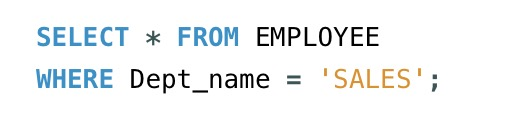 SELECT * FROM EMPLOYEE
WHERE Dept_name = 'SALES';